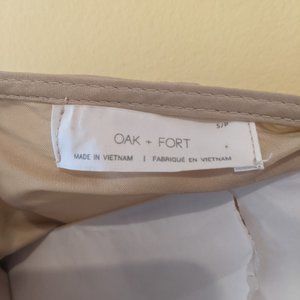 S/P
OAK + FORT
MADE IN VIETNAM | FABRIQUÉ EN VIETNAM